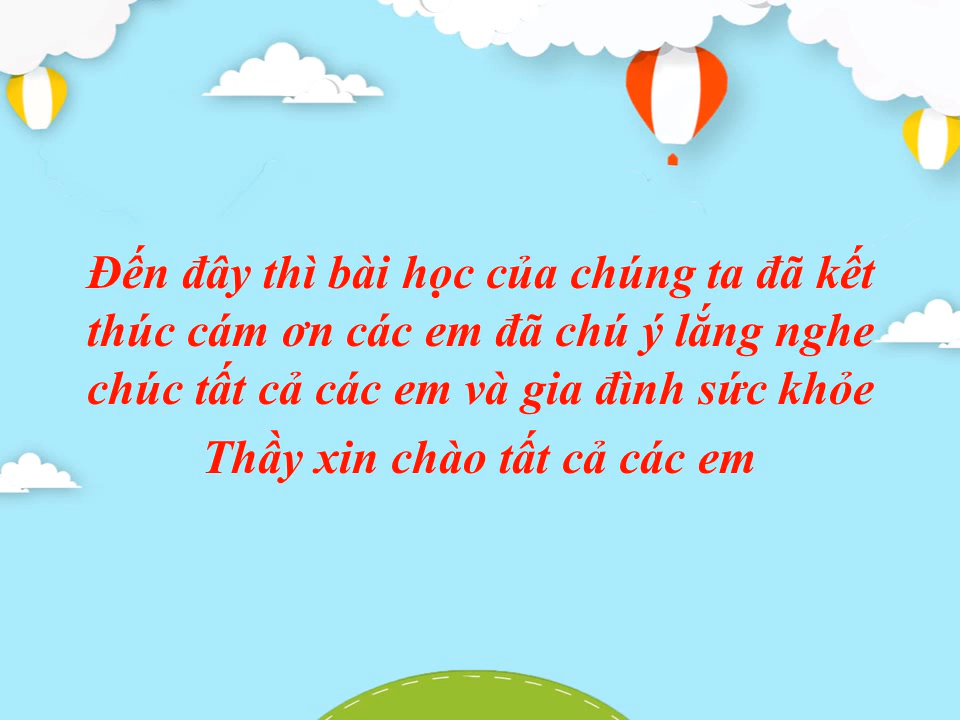 Đến đây thì bài học của chúng ta đã kết
thúc cám ơn các em đã chú ý lắng nghe
chúc tất cả các em và gia đình sức khỏe
Thầy xin chào tất cả các em